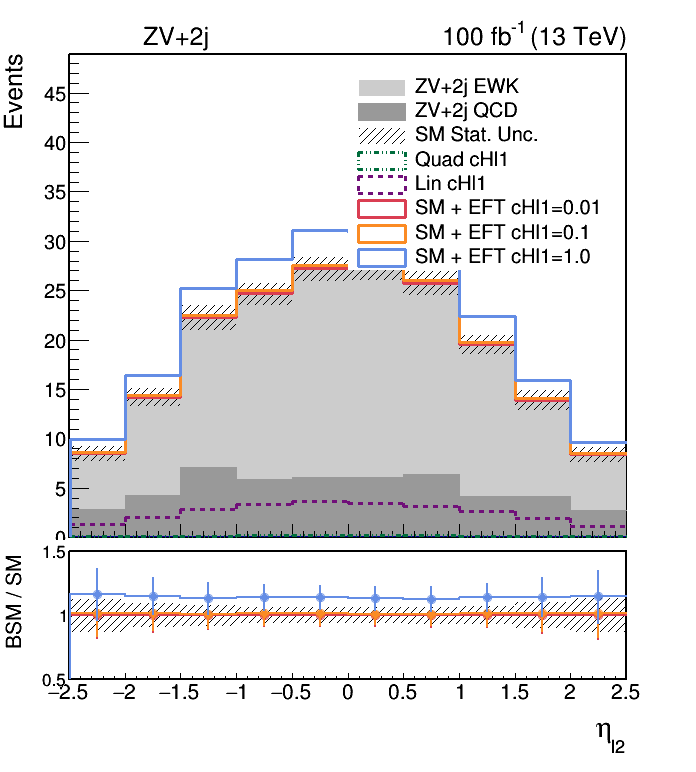 ZV+2j 100 fb-1 (13 TeV)
Events
45
40
35
30
25
20
15
10
5
0
ZV+2j EWK
ZV+2j QCD
SM Stat. Unc.
Quad cHl1
Lin cHl1
SM + EFT cHl1=0.01
SM + EFT cHl1=0.1
SM + EFT cHl1=1.0
BSM / SM
1.5
1
0.5
−2.5 −2 −1.5 −1 −0.5 0 0.5 1 1.5 2 2.5
ηl2